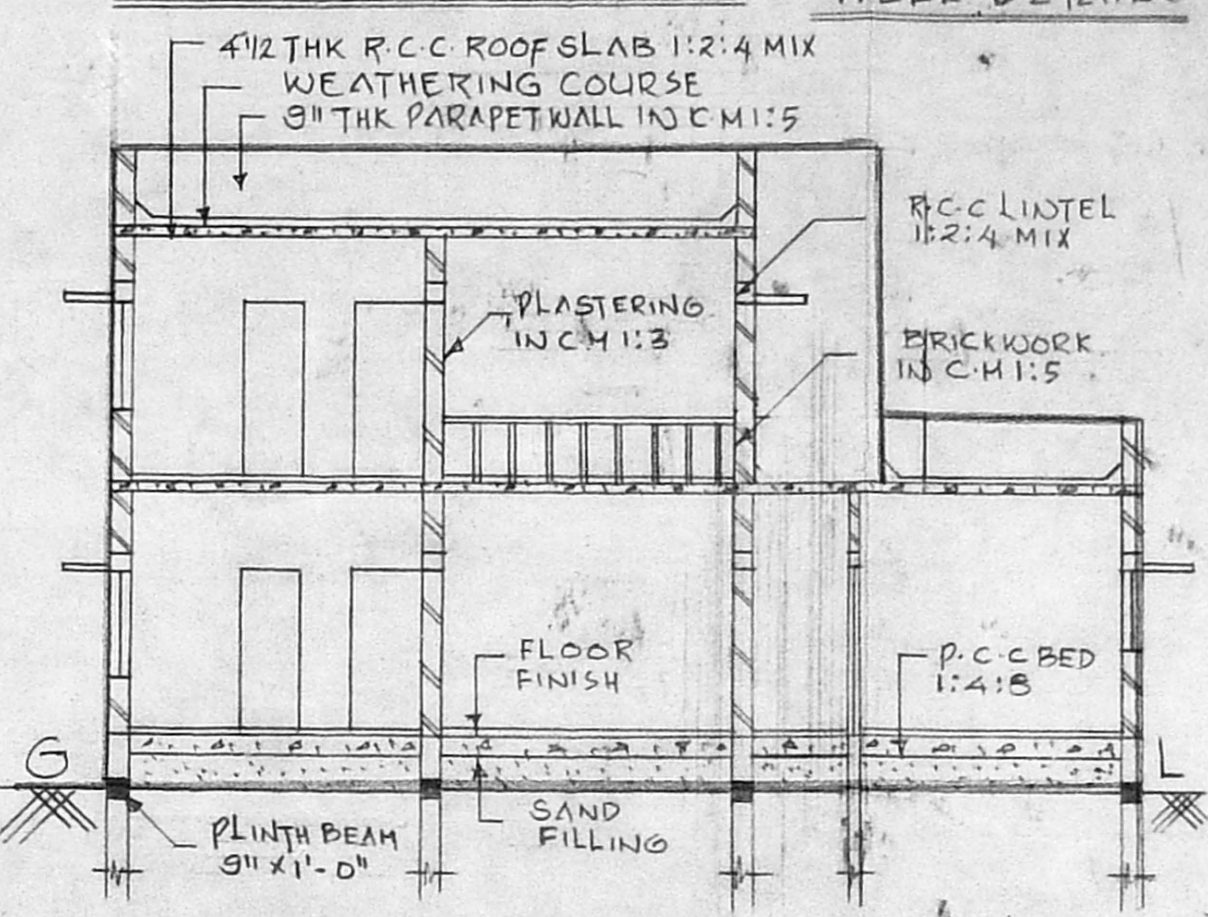 4 1/2 THK R.C.C. ROOF SLAB 1:2:4 MIX
WEATHERING COURSE
9" THK PARAPET WALL IN C M 1:5
R.C.C LINTEL
1:2:4 MIX
PLASTERING
IN C M 1:3
BRICKWORK
IN C.M 1:5
FLOOR
FINISH
P.C.C BED
1:4:8
G
L
SAND
FILLING
PLINTH BEAM
9" X 1'-0"